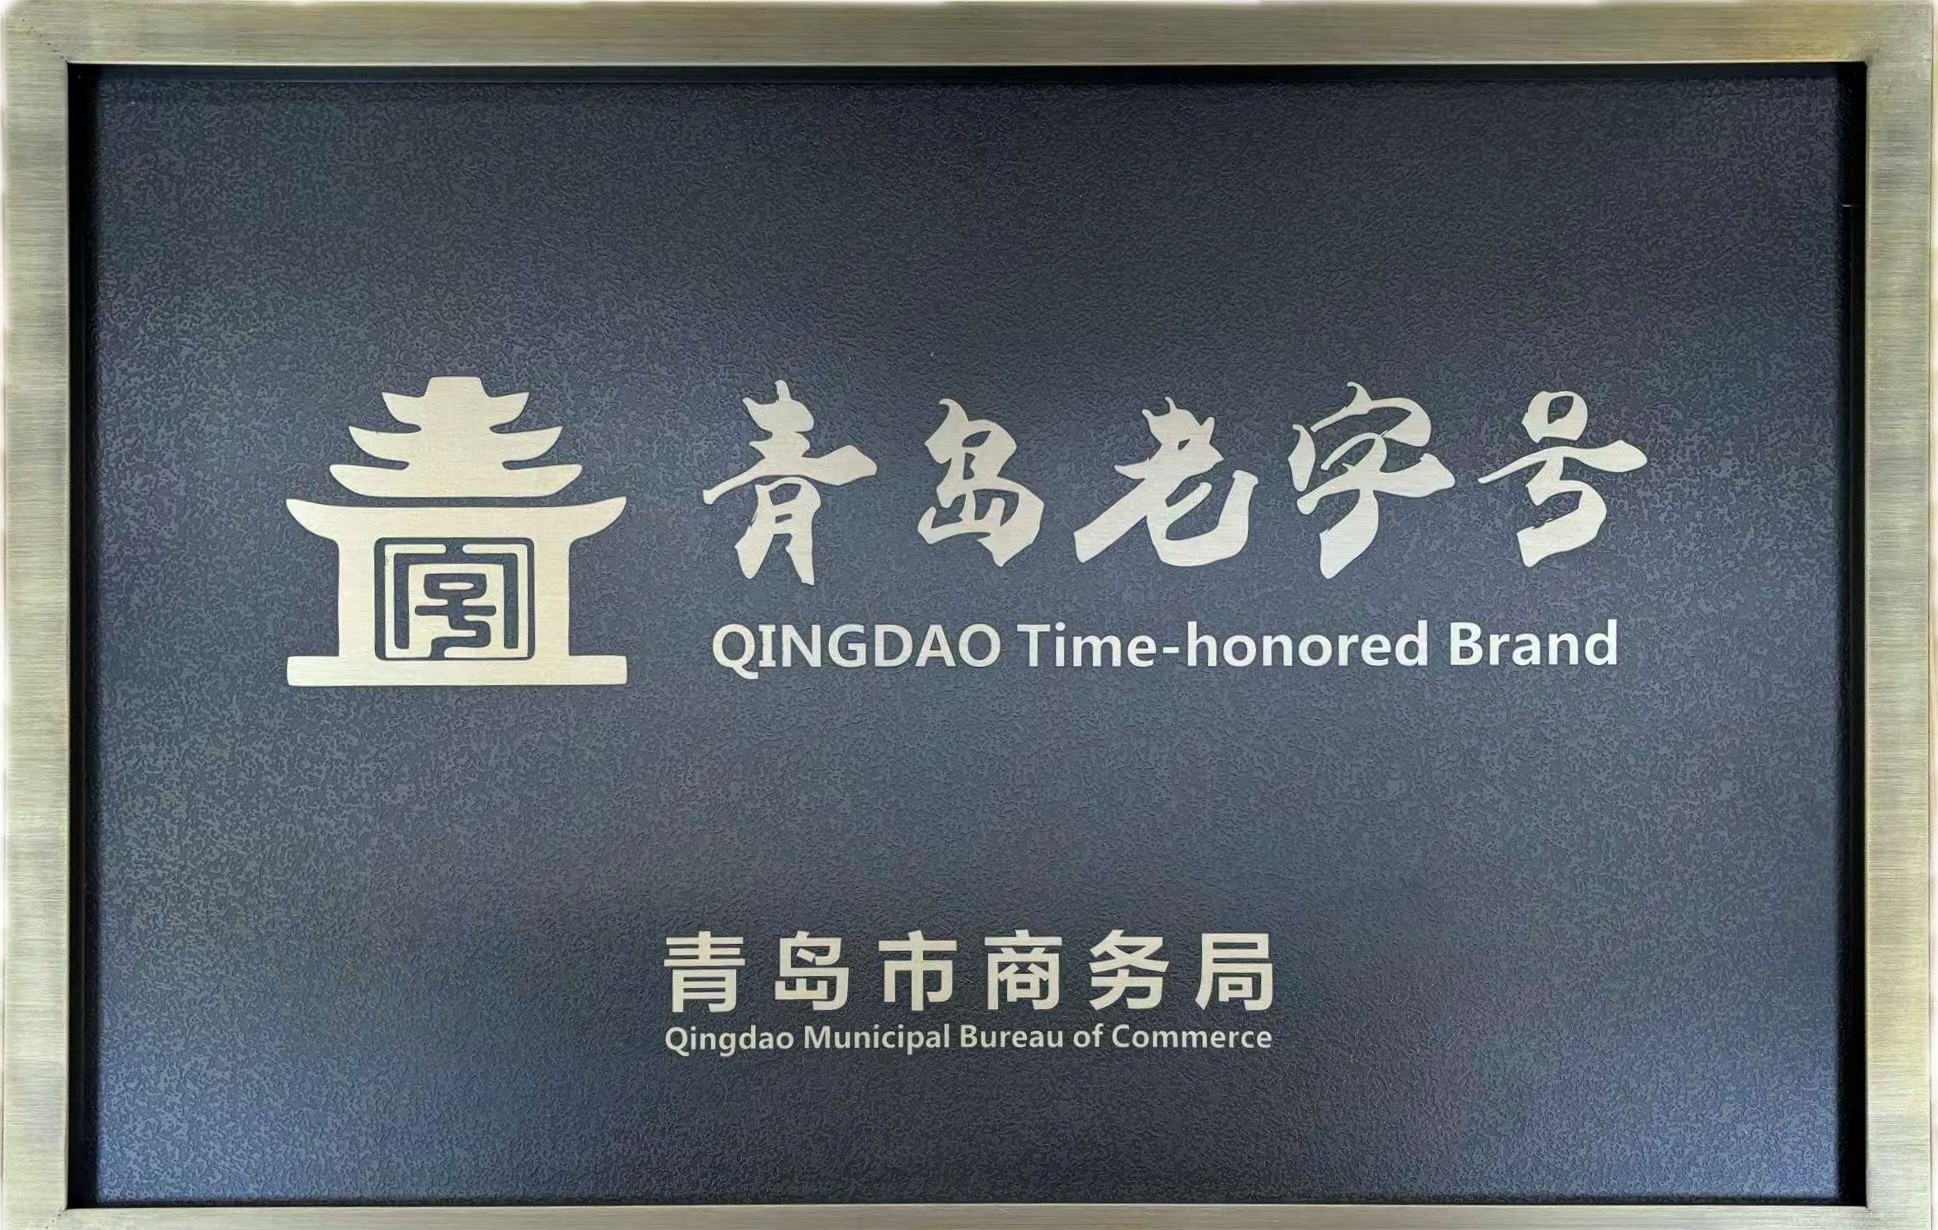 青岛老字号
QINGDAO Time-honored Brand
青岛市商务局
Qingdao Municipal Bureau of Commerce